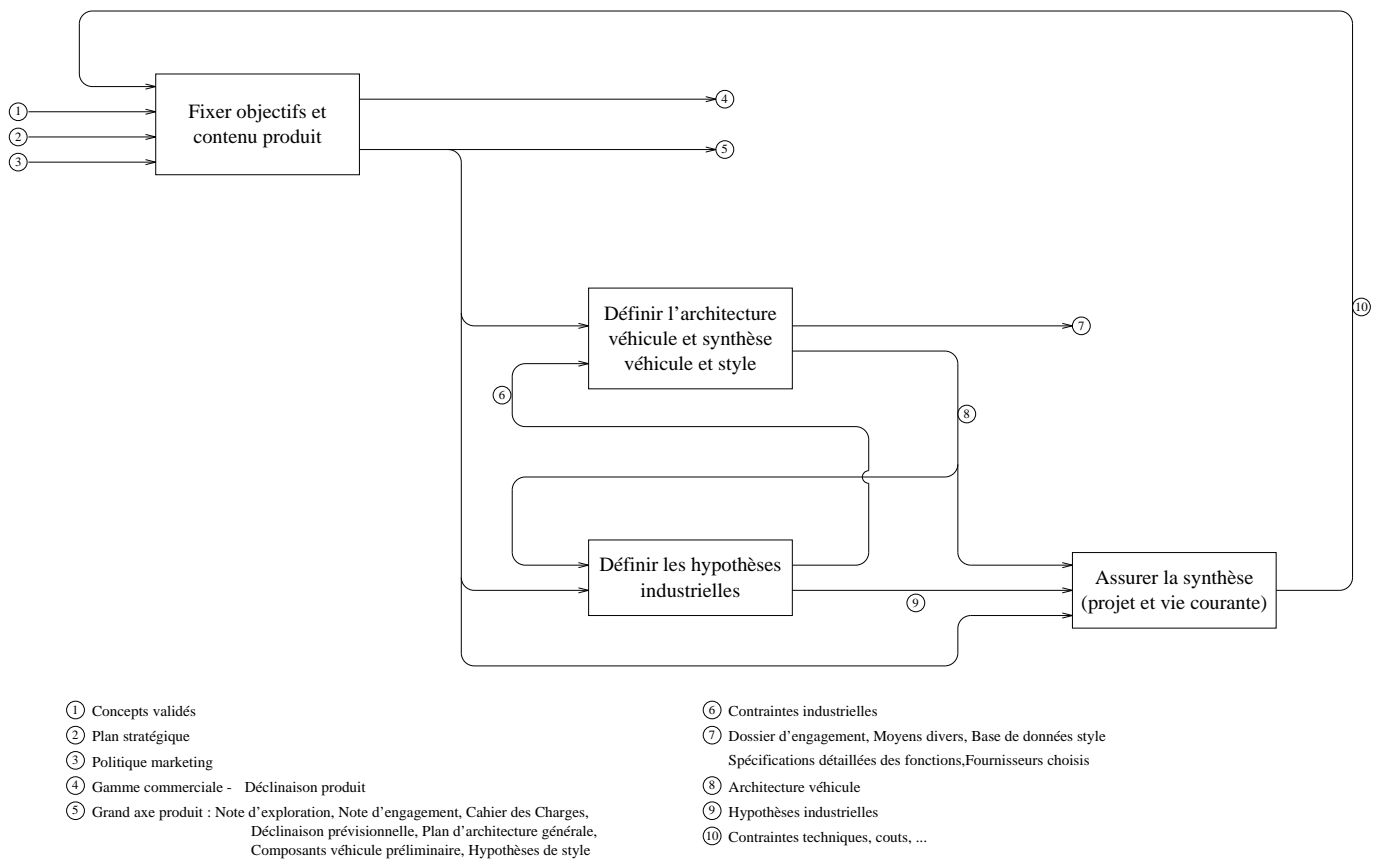 1
2
3
Fixer objectifs et
contenu produit
4
5
Définir l'architecture
véhicule et synthèse
véhicule et style
7
10
6
8
Définir les hypothèses
industrielles
9
Assurer la synthèse
(projet et vie courante)
1 Concepts validés
2 Plan stratégique
3 Politique marketing
4 Gamme commerciale - Déclinaison produit
5 Grand axe produit : Note d'exploration, Note d'engagement, Cahier des Charges,
Déclinaison prévisionnelle, Plan d'architecture générale,
Composants véhicule préliminaire, Hypothèses de style
6 Contraintes industrielles
7 Dossier d'engagement, Moyens divers, Base de données style
Spécifications détaillées des fonctions,Fournisseurs choisis
8 Architecture véhicule
9 Hypothèses industrielles
10 Contraintes techniques, couts, ...